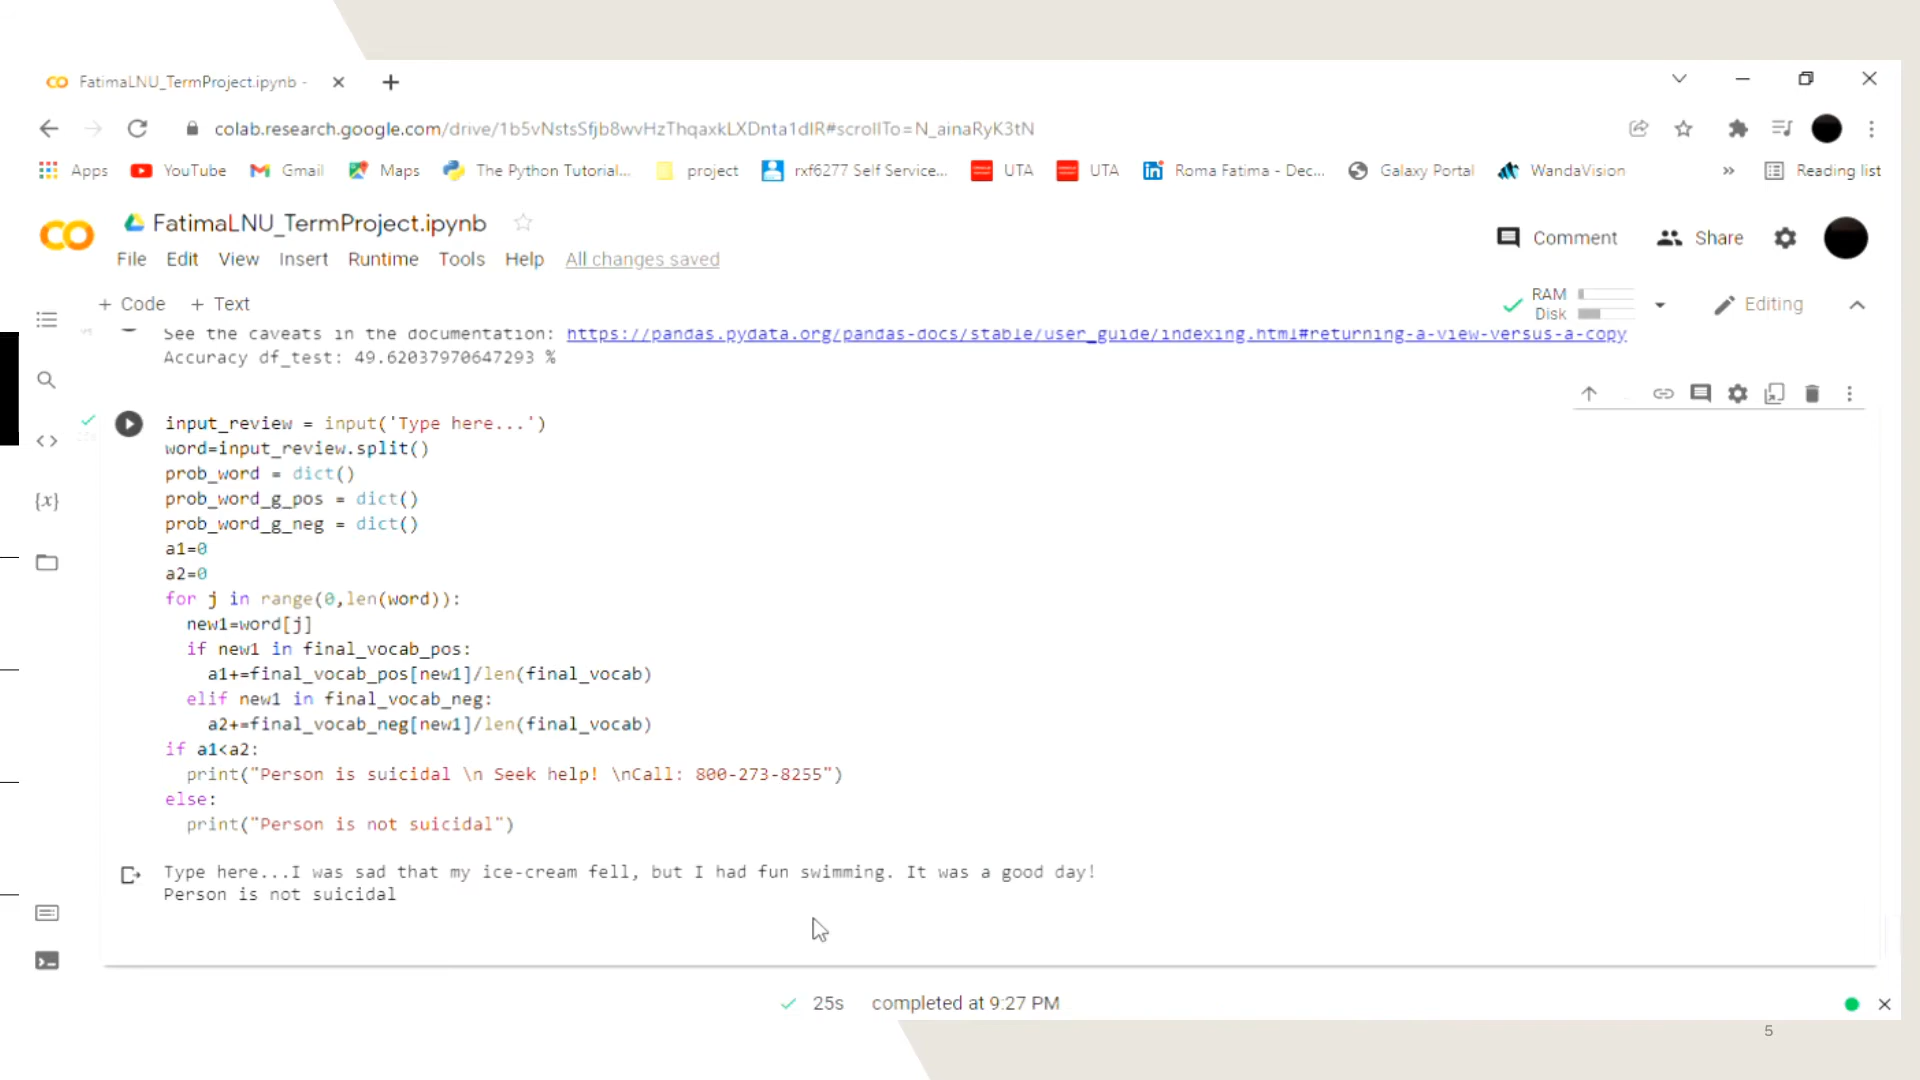 FatimaLNU_TermProject.ipynb -
colab.research.google.com/drive/1b5vNstsSfjb8wvHzThqaxkLXDnta1dlR#scrollTo=N_ainaRyK3tN
Apps YouTube Gmail Maps The Python Tutorial... project rxf6277 Self Service... UTA UTA Roma Fatima - Dec... Galaxy Portal WandaVision » Reading list
CO FatimaLNU_TermProject.ipynb
Comment Share
File Edit View Insert Runtime Tools Help All changes saved
+ Code + Text
RAM
Disk
Editing
See the caveats in the documentation: https://pandas.pydata.org/pandas-docs/stable/user_guide/indexing.html#returning-a-view-versus-a-copy
Accuracy df_test: 49.62037970647293 %
input_review = input('Type here...')
word=input_review.split()
prob_word = dict()
prob_word_g_pos = dict()
prob_word_g_neg = dict()
a1=0
a2=0
for j in range(0,len(word)):
new1=word[j]
if new1 in final_vocab_pos:
a1+=final_vocab_pos[new1]/len(final_vocab)
elif new1 in final_vocab_neg:
a2+=final_vocab_neg[new1]/len(final_vocab)
if a1<a2:
print("Person is suicidal \n Seek help! \nCall: 800-273-8255")
else:
print("Person is not suicidal")
Type here...I was sad that my ice-cream fell, but I had fun swimming. It was a good day!
Person is not suicidal
25s completed at 9:27 PM
5